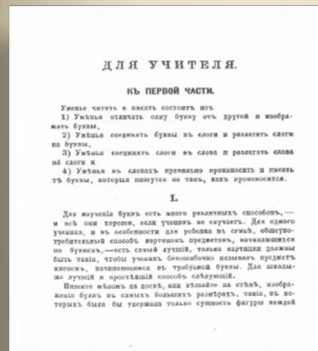 ДЛЯ УЧИТЕЛЯ.
КЪ ПЕРВОЙ ЧАСТИ.
Уменье читать и писать состоитъ изъ
1) Умѣнья отличать одну букву отъ другой и изобра-
жать буквы,
2) Умѣнья соединять буквы въ слоги и разлагать слоги
на буквы,
3) Умѣнья соединять слоги въ слова и разлагать слова
на слоги и
4) Умѣнья въ словахъ правильно произносить и писать
тѣ буквы, которыя пишутся не такъ, какъ произносятся.
I.
Для изученія буквъ есть много различныхъ способовъ,—
и всѣ они хороши, если ученикъ не скучаетъ. Для одного
ученика, и въ особенности для ребенка въ семьѣ, общеупо-
требительный способъ картинокъ предметовъ, начинающихся
по буквамъ,—есть самый лучшій, только картинки должны
быть такія, чтобы ученикъ безошибочно называлъ предметъ
именемъ, начинающимся съ требуемой буквы. Для школы-
же лучшій и простѣйшій способъ слѣдующій.
Пишите мѣломъ на доскѣ, или вѣшайте на стѣнѣ, изобра-
женія буквъ въ самыхъ большихъ размѣрахъ, такія, въ ко-
торыхъ была бы удержана только сущность фигуры каждой